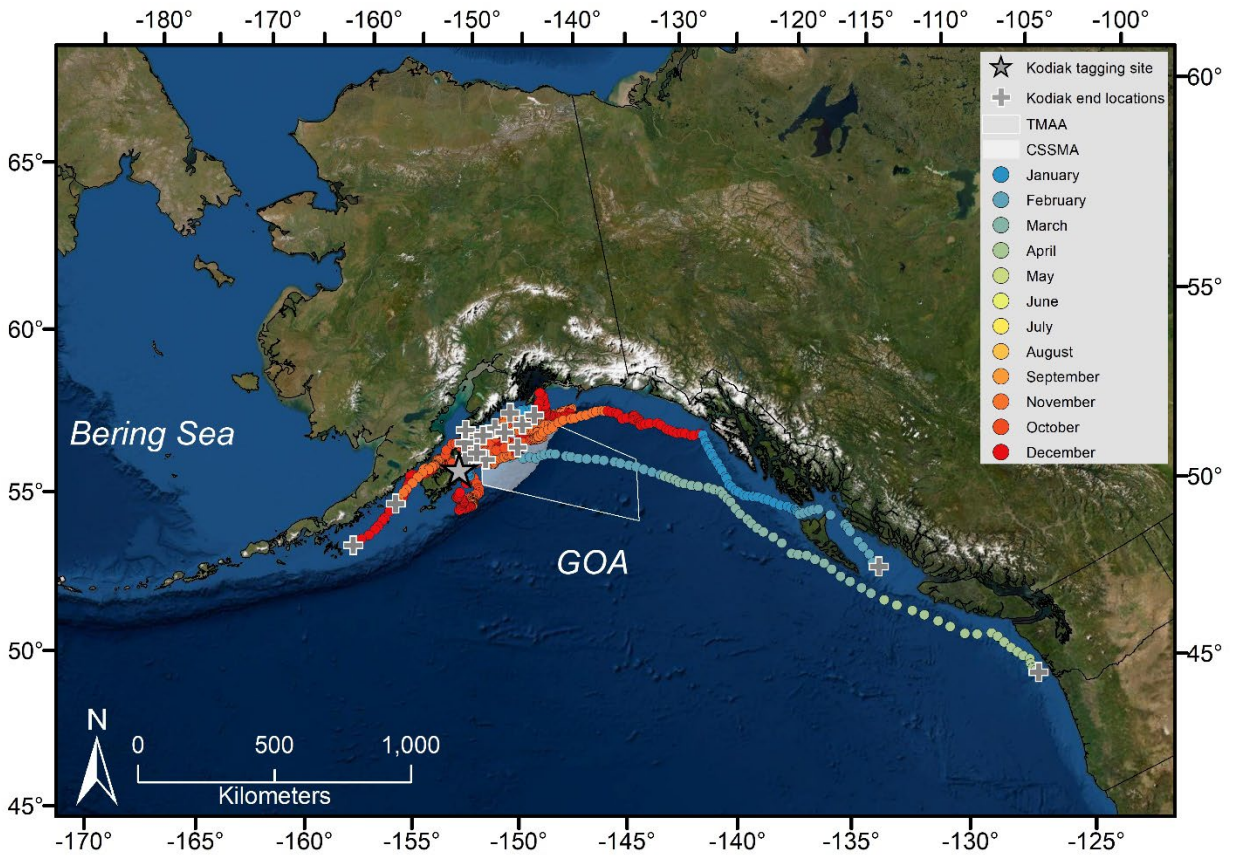 -180° -170° -160° -150° -140° -130° -120° -110° -100°
Kodiak tagging site
Kodiak end locations
TMAA
CSSMA
January
February
March
April
May
June
July
August
September
November
October
December
60°
65°
55°
60°
Bering Sea
50°
55°
GOA
50°
45°
N
0 500 1,000
Kilometers
45°
-170° -165° -160° -155° -150° -145° -140° -135° -130° -125°